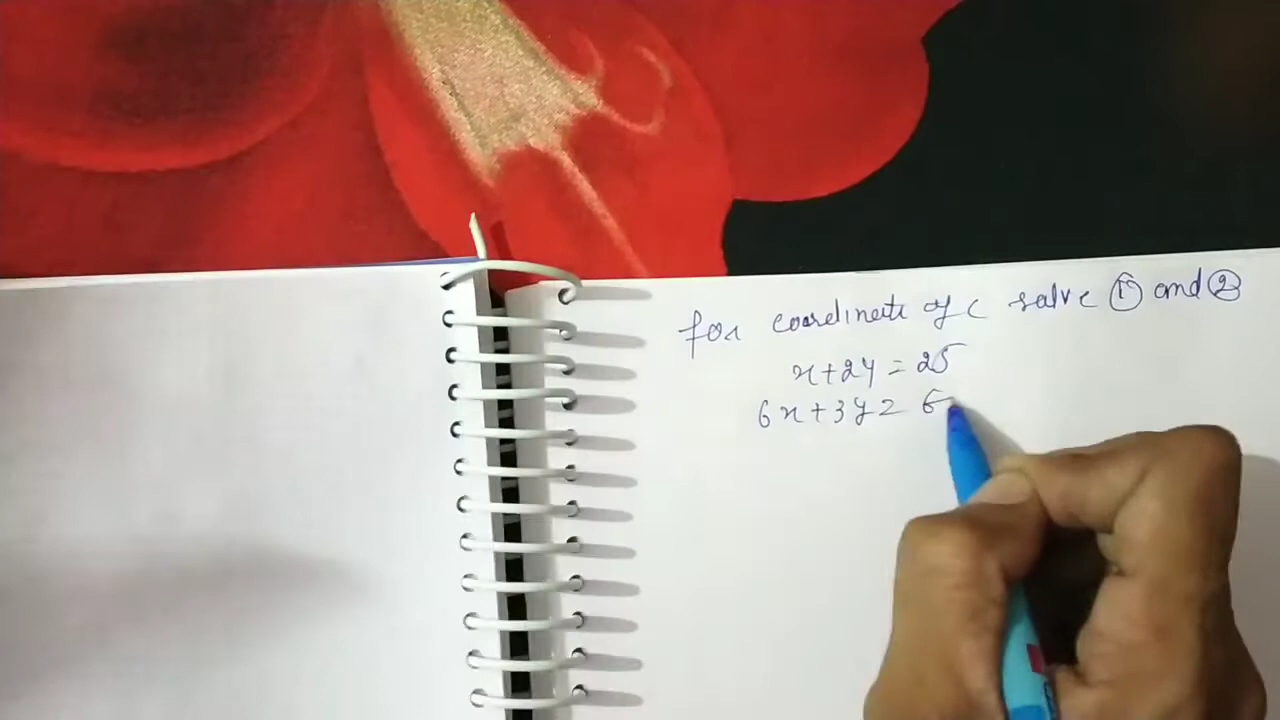 for coordinate of C solve ① and ②
x+2y = 25
6x+3y = 6